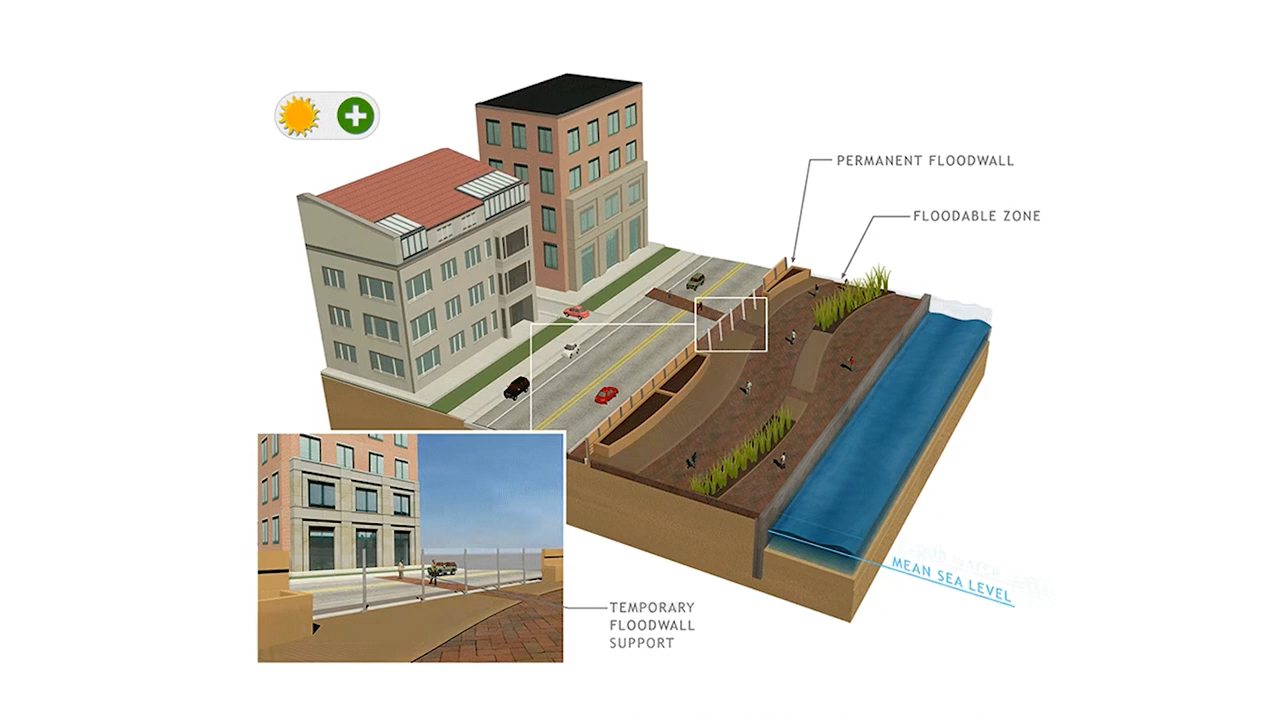 PERMANENT FLOODWALL
FLOODABLE ZONE
MEAN SEA LEVEL
TEMPORARY
FLOODWALL
SUPPORT